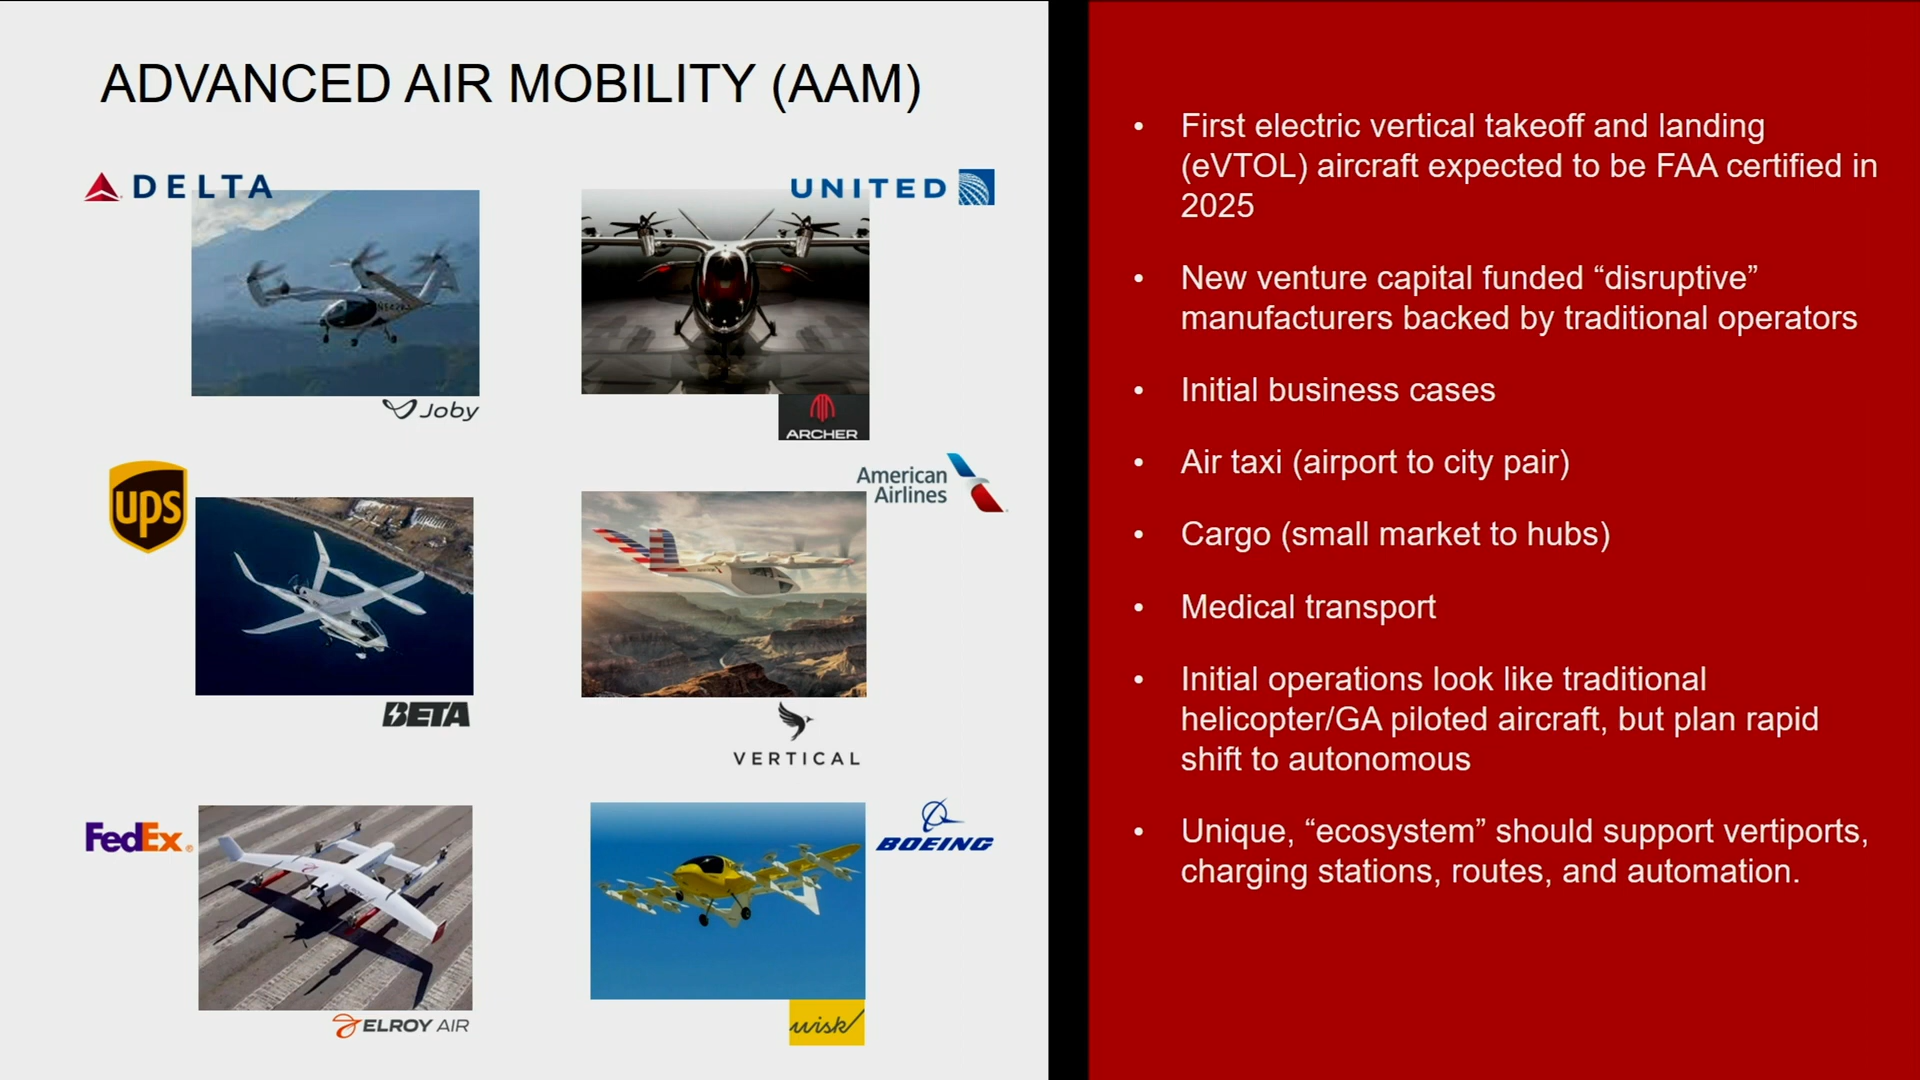 ADVANCED AIR MOBILITY (AAM)
DELTA
UNITED
Joby
ARCHER
ups
American
Airlines
BETA
VERTICAL
FedEx
BOEING
ELROY AIR
wisk
• First electric vertical takeoff and landing
(eVTOL) aircraft expected to be FAA certified in
2025
• New venture capital funded “disruptive”
manufacturers backed by traditional operators
• Initial business cases
• Air taxi (airport to city pair)
• Cargo (small market to hubs)
• Medical transport
• Initial operations look like traditional
helicopter/GA piloted aircraft, but plan rapid
shift to autonomous
• Unique, “ecosystem” should support vertiports,
charging stations, routes, and automation.